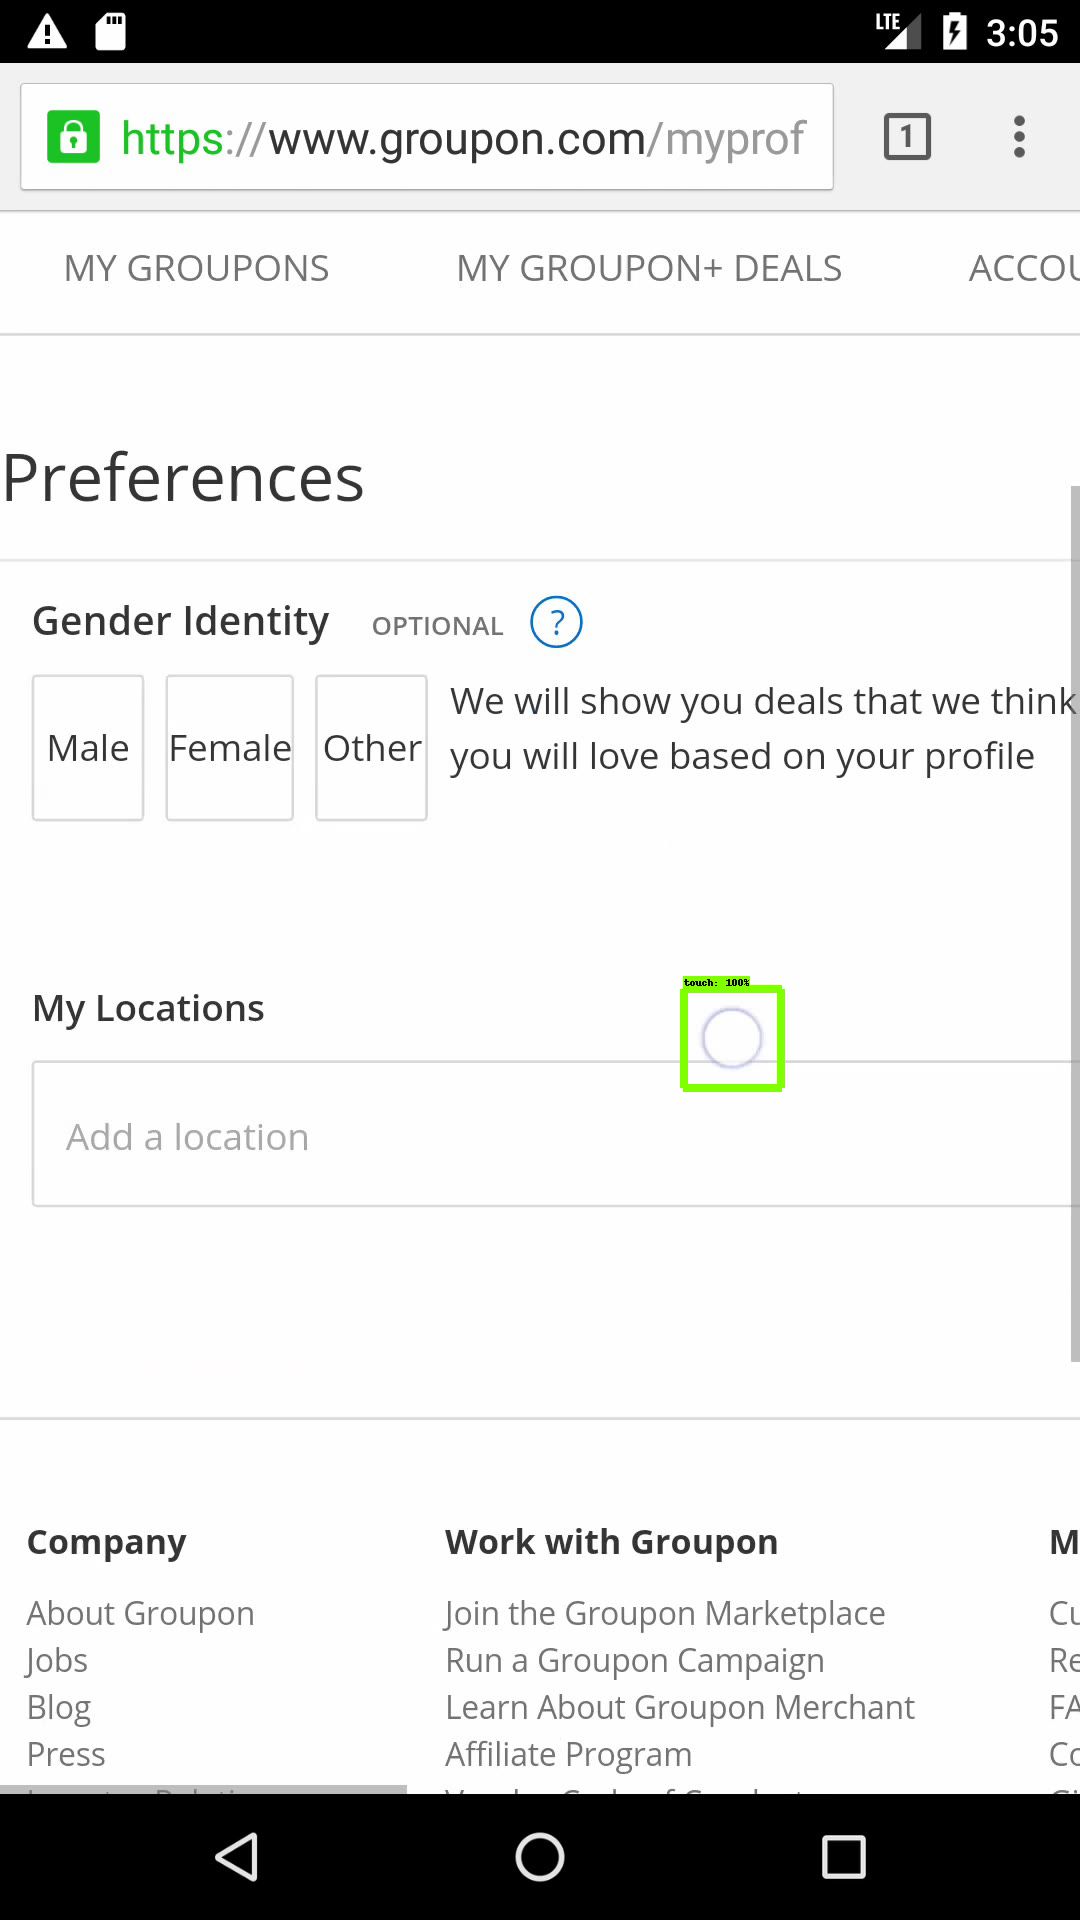 LTE 3:05
https://www.groupon.com/myprof 1
MY GROUPONS MY GROUPON+ DEALS ACCOU
Preferences
Gender Identity OPTIONAL ?
Male Female Other
We will show you deals that we think
you will love based on your profile
touch: 100%
My Locations
Add a location
Company
About Groupon
Jobs
Blog
Press
Work with Groupon
Join the Groupon Marketplace
Run a Groupon Campaign
Learn About Groupon Merchant
Affiliate Program
M
Cu
Re
FA
Co